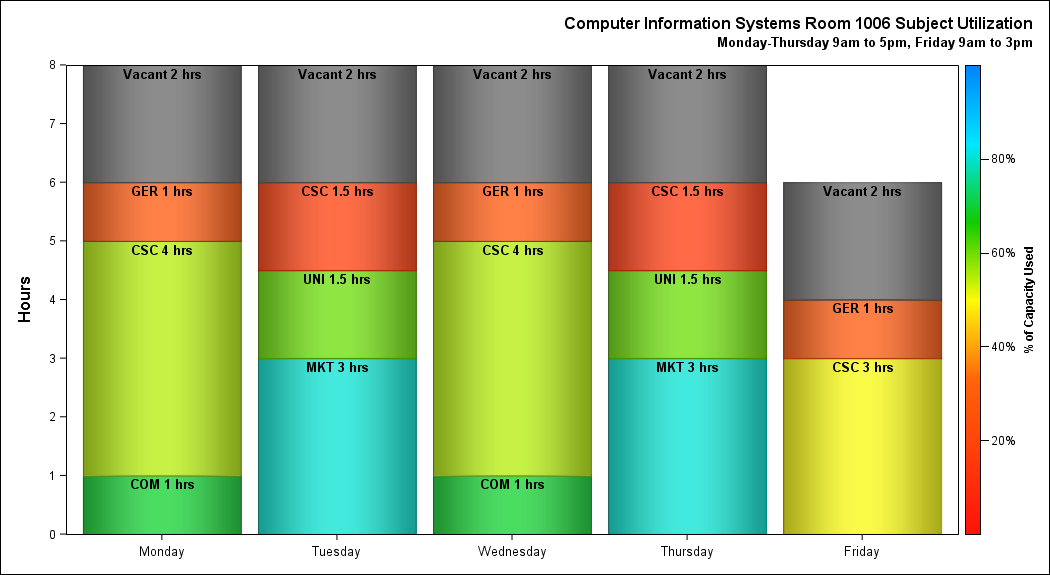 Computer Information Systems Room 1006 Subject Utilization
Monday-Thursday 9am to 5pm, Friday 9am to 3pm
Hours
8
7
6
5
4
3
2
1
0
Vacant 2 hrs
GER 1 hrs
CSC 4 hrs
COM 1 hrs
Vacant 2 hrs
CSC 1.5 hrs
UNI 1.5 hrs
MKT 3 hrs
Vacant 2 hrs
GER 1 hrs
CSC 4 hrs
COM 1 hrs
Vacant 2 hrs
CSC 1.5 hrs
UNI 1.5 hrs
MKT 3 hrs
Vacant 2 hrs
GER 1 hrs
CSC 3 hrs
Monday
Tuesday
Wednesday
Thursday
Friday
80%
60%
40%
20%
% of Capacity Used